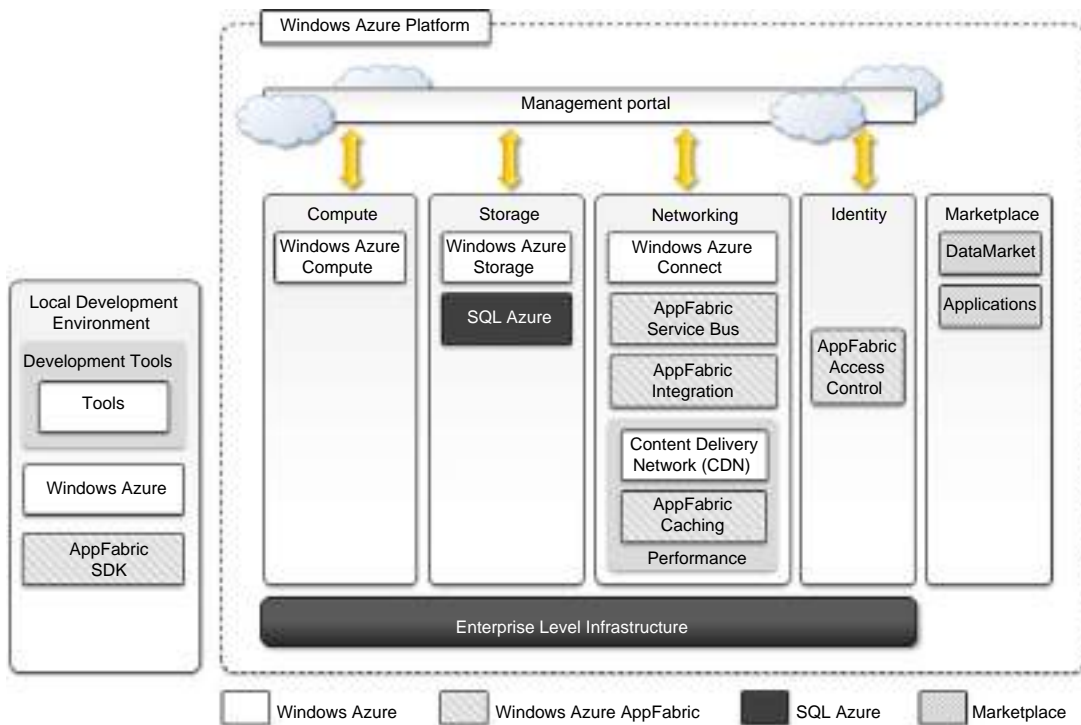 Windows Azure Platform
Management portal
Compute
Windows Azure
Compute
Storage
Windows Azure
Storage
SQL Azure
Networking
Windows Azure
Connect
AppFabric
Service Bus
AppFabric
Integration
Content Delivery
Network (CDN)
AppFabric
Caching
Performance
Identity
AppFabric
Access
Control
Marketplace
DataMarket
Applications
Local Development
Environment
Development Tools
Tools
Windows Azure
AppFabric
SDK
Enterprise Level Infrastructure
Windows Azure
Windows Azure AppFabric
SQL Azure
Marketplace